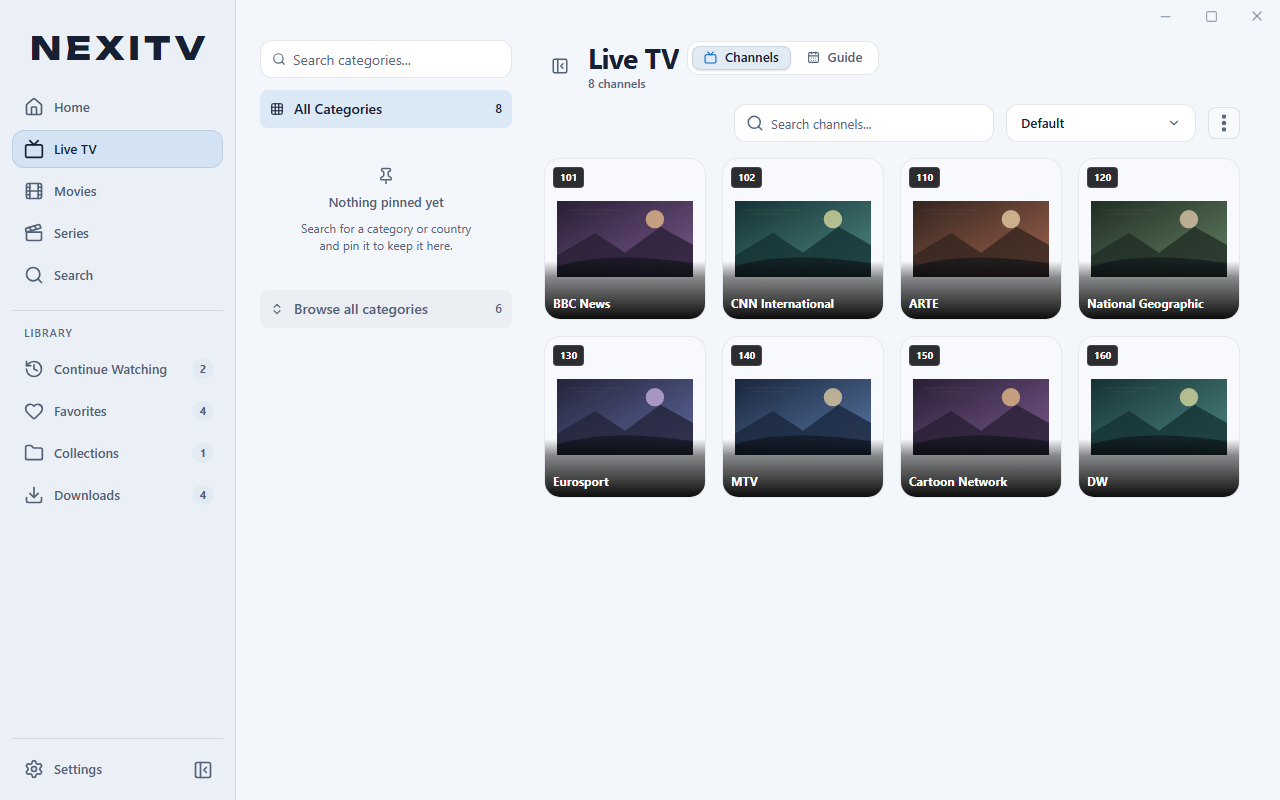 NEXITV
Home
Live TV
Movies
Series
Search
LIBRARY
Continue Watching 2
Favorites 4
Collections 1
Downloads 4
Settings
Search categories...
All Categories 8
Nothing pinned yet
Search for a category or country
and pin it to keep it here.
Browse all categories 6
Live TV
Channels
Guide
8 channels
Search channels...
Default
101
BBC News
102
CNN International
110
ARTE
120
National Geographic
130
Eurosport
140
MTV
150
Cartoon Network
160
DW